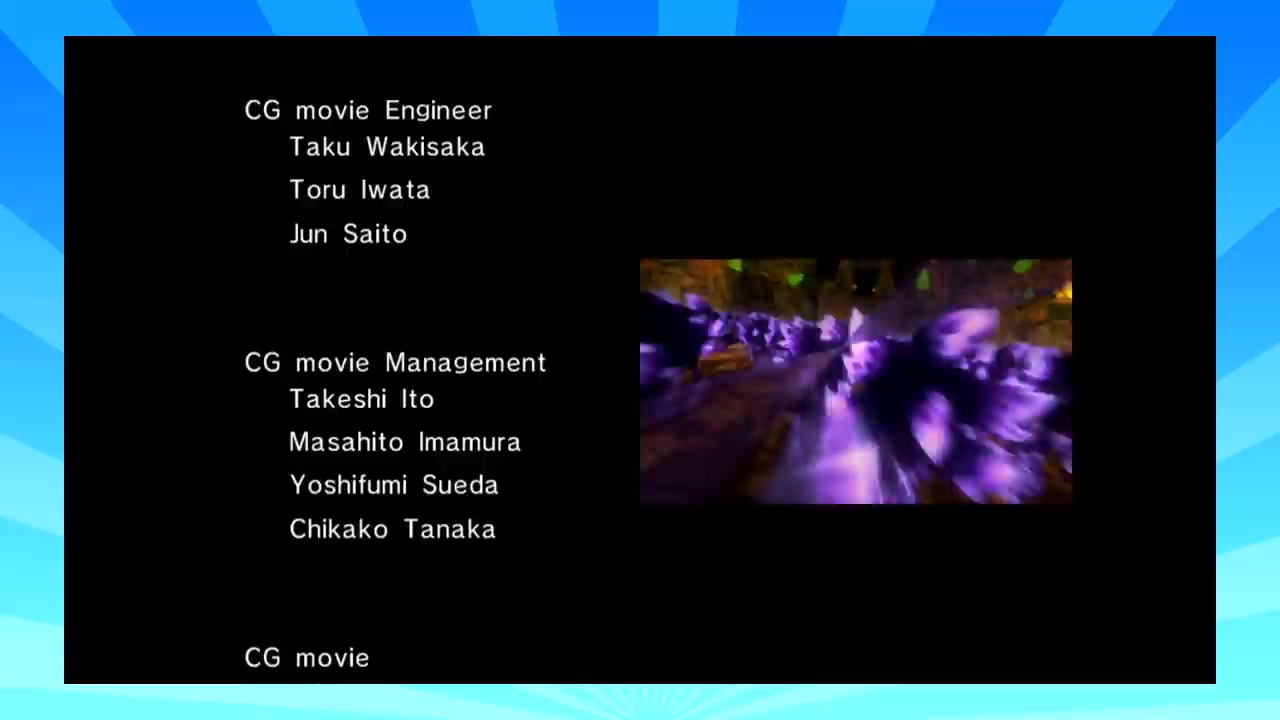 CG movie Engineer
Taku Wakisaka
Toru Iwata
Jun Saito
CG movie Management
Takeshi Ito
Masahito Imamura
Yoshifumi Sueda
Chikako Tanaka
CG movie